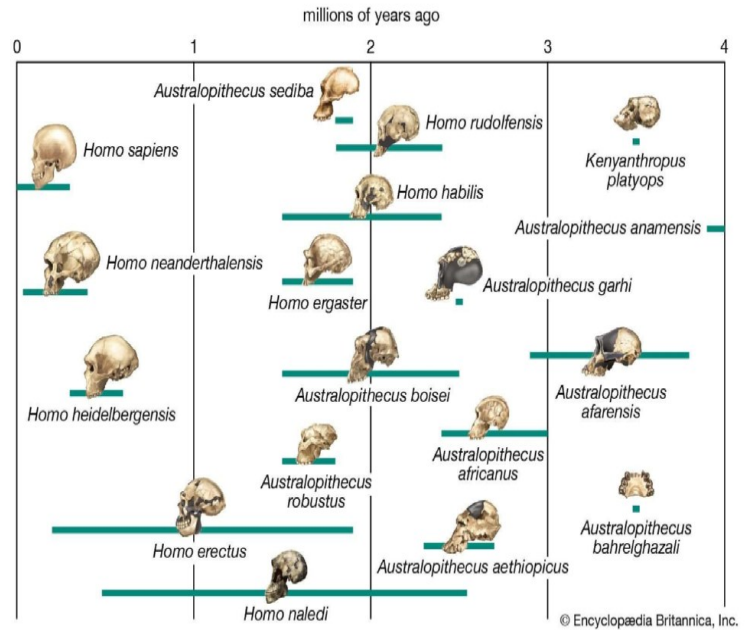 millions of years ago
0 1 2 3 4
Australopithecus sediba
Homo rudolfensis
Homo sapiens
Kenyanthropus
platyops
Homo habilis
Australopithecus anamensis
Homo neanderthalensis
Australopithecus garhi
Homo ergaster
Australopithecus boisei
Australopithecus
afarensis
Homo heidelbergensis
Australopithecus
africanus
Australopithecus
robustus
Australopithecus
bahrelghazali
Homo erectus
Australopithecus aethiopicus
Homo naledi
© Encyclopædia Britannica, Inc.